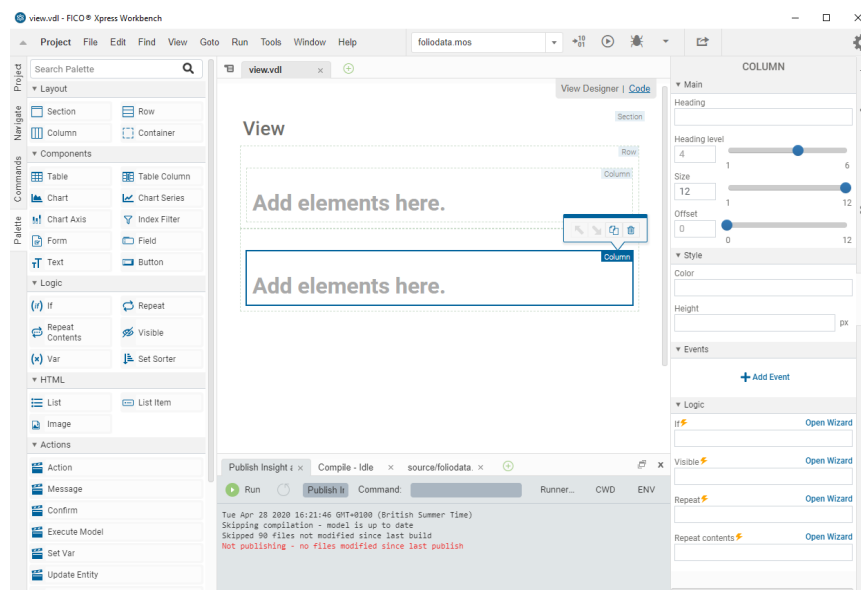 view.vdl - FICO® Xpress Workbench
Project File Edit Find View Goto Run Tools Window Help foliodata.mos
Project
Navigate
Commands
Palette
Search Palette
Layout
Section Row
Column Container
Components
Table Table Column
Chart Chart Series
Chart Axis Index Filter
Form Field
Text Button
Logic
If Repeat
Repeat Contents Visible
Var Set Sorter
HTML
List List Item
Image
Actions
Action
Message
Confirm
Execute Model
Set Var
Update Entity
view.vdl
View Designer | Code
Section
View
Row
Column
Add elements here.
Column
Add elements here.
COLUMN
Main
Heading
Heading level
4
1 6
Size
12
1 12
Offset
0
0 12
Style
Color
Height
px
Events
Add Event
Logic
If Open Wizard
Visible Open Wizard
Repeat Open Wizard
Repeat contents Open Wizard
Publish Insight Compile - Idle source/foliodata.
Run Publish Ir Command: Runner... CWD ENV
Tue Apr 28 2020 16:21:46 GMT+0100 (British Summer Time)
Skipping compilation - model is up to date
Skipped 90 files not modified since last build
Not publishing - no files modified since last publish